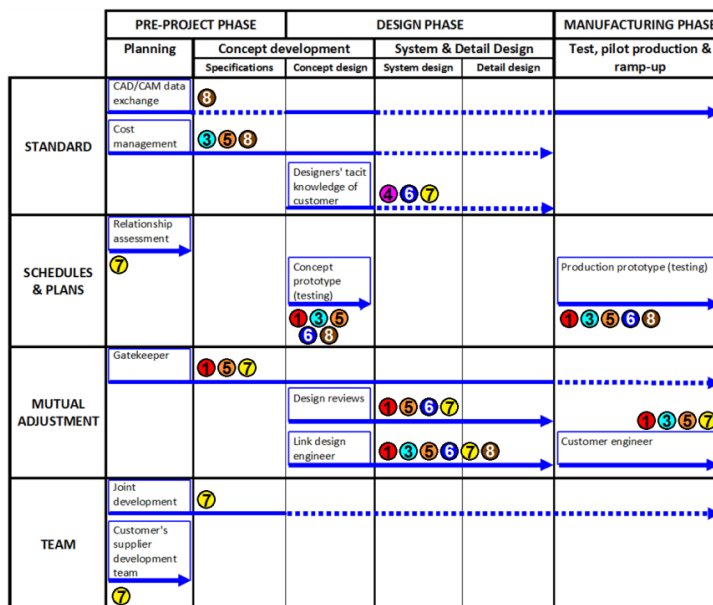 PRE-PROJECT PHASE DESIGN PHASE MANUFACTURING PHASE
Planning Concept development System & Detail Design Test, pilot production &
ramp-up
Specifications Concept design System design Detail design
STANDARD
CAD/CAM data
exchange
8
Cost
management
3 5 8
Designers' tacit
knowledge of
customer
4 6 7
SCHEDULES
& PLANS
Relationship
assessment
7
Concept
prototype
(testing)
1 3 5
6 8
Production prototype (testing)
1 3 5 6 8
MUTUAL
ADJUSTMENT
Gatekeeper
1 5 7
Design reviews
1 5 6 7
Link design
engineer
1 3 5 6 7 8
1 3 5 7
Customer engineer
TEAM
Joint
development
7
Customer's
supplier
development
team
7